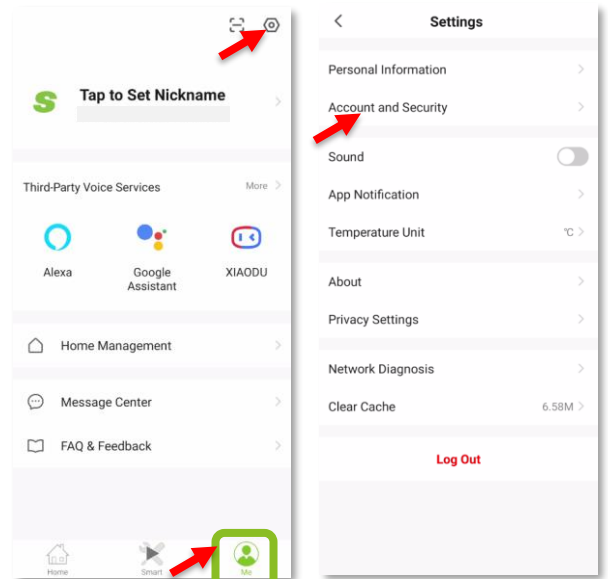 Tap to Set Nickname
Third-Party Voice Services
More
Alexa
Google
Assistant
XIAODU
Home Management
Message Center
FAQ & Feedback
Home
Smart
Me
Settings
Personal Information
Account and Security
Sound
App Notification
Temperature Unit
°C
About
Privacy Settings
Network Diagnosis
Clear Cache
6.58M
Log Out